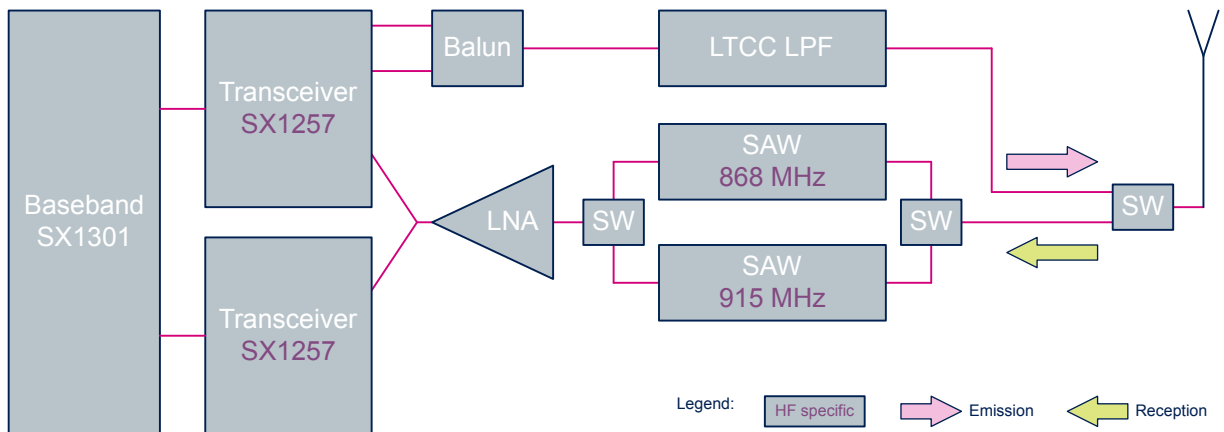 Baseband
SX1301
Transceiver
SX1257
Balun
LTCC LPF
SAW
868 MHz
LNA
SW
SW
SW
SAW
915 MHz
Transceiver
SX1257
Legend:
HF specific
Emission
Reception